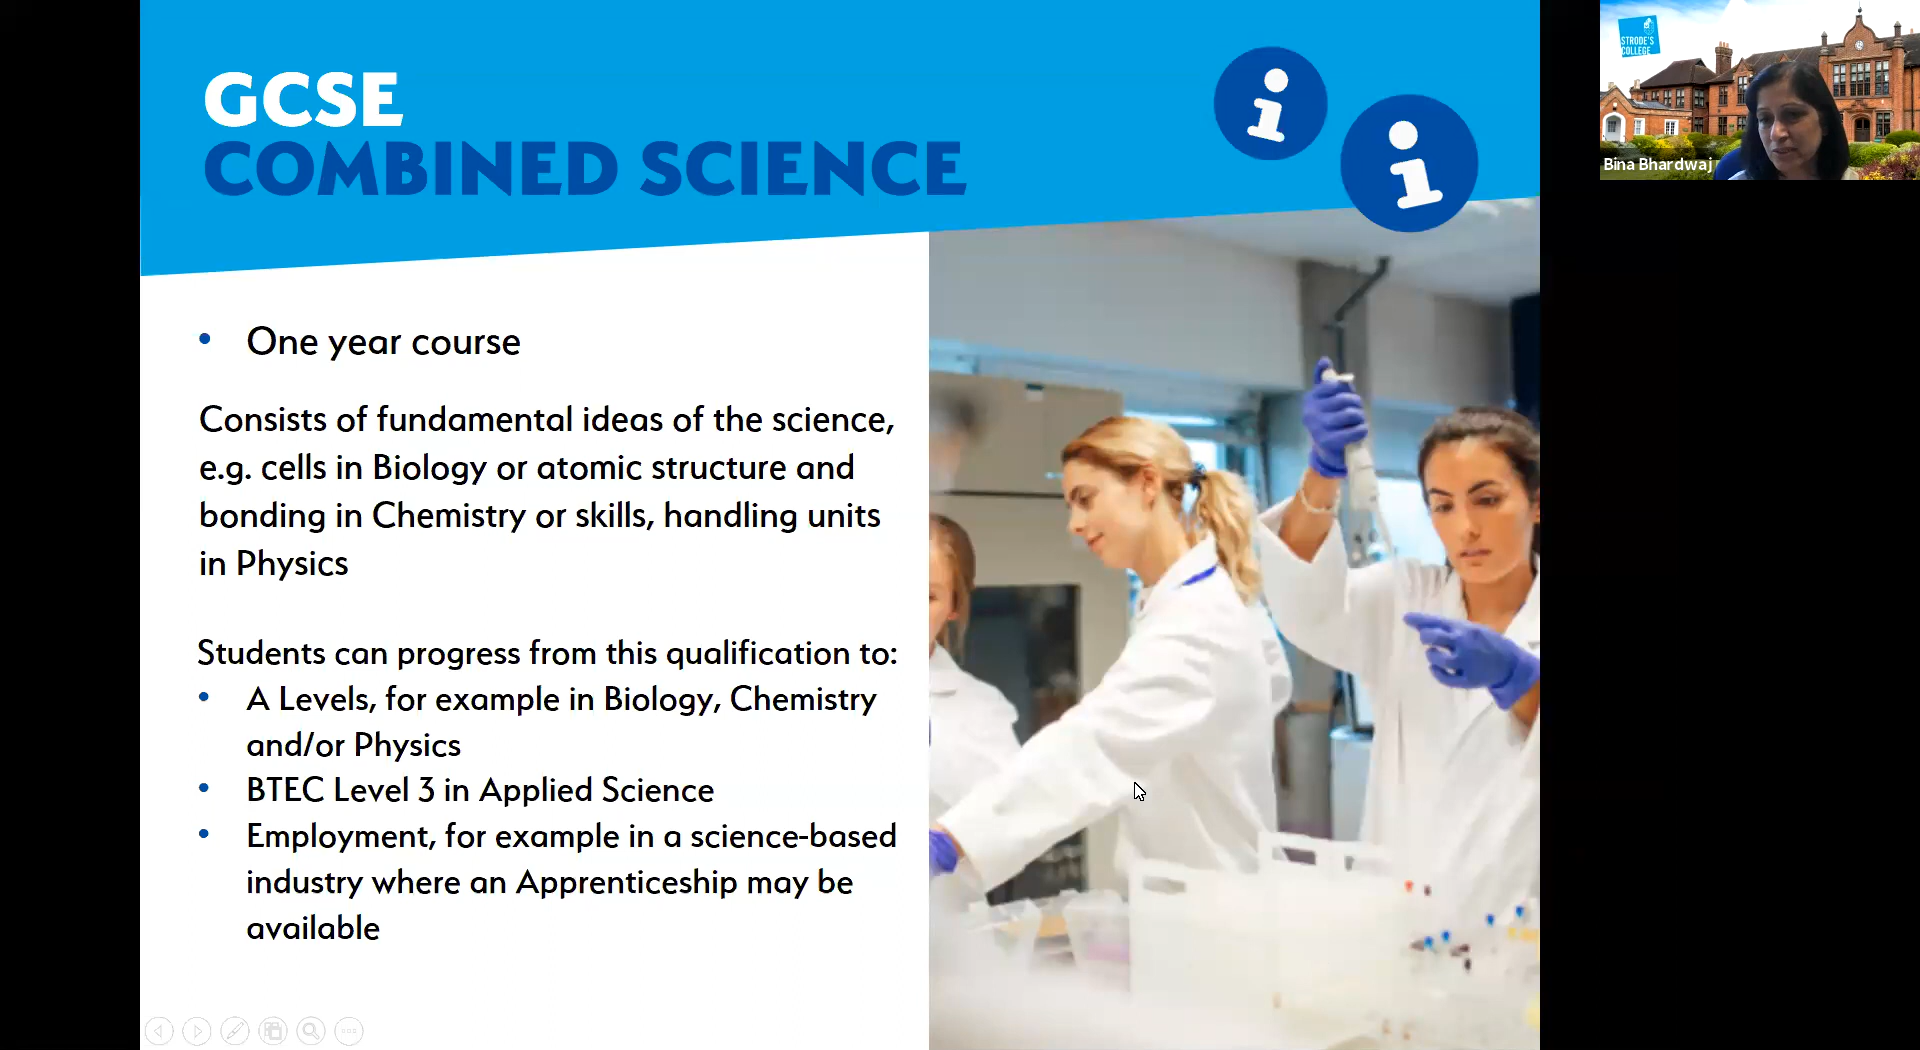 GCSE
COMBINED SCIENCE
One year course
Consists of fundamental ideas of the science,
e.g. cells in Biology or atomic structure and
bonding in Chemistry or skills, handling units
in Physics
Students can progress from this qualification to:
A Levels, for example in Biology, Chemistry
and/or Physics
BTEC Level 3 in Applied Science
Employment, for example in a science-based
industry where an Apprenticeship may be
available
STRODE'S
COLLEGE
Bina Bhardwaj